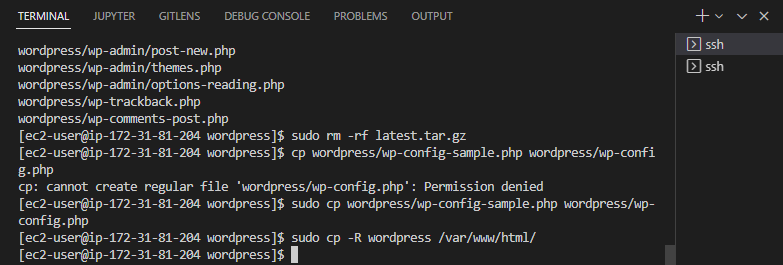 TERMINAL JUPYTER GITLENS DEBUG CONSOLE PROBLEMS OUTPUT
ssh
ssh
wordpress/wp-admin/post-new.php
wordpress/wp-admin/themes.php
wordpress/wp-admin/options-reading.php
wordpress/wp-trackback.php
wordpress/wp-comments-post.php
[ec2-user@ip-172-31-81-204 wordpress]$ sudo rm -rf latest.tar.gz
[ec2-user@ip-172-31-81-204 wordpress]$ cp wordpress/wp-config-sample.php wordpress/wp-confi
g.php
cp: cannot create regular file 'wordpress/wp-config.php': Permission denied
[ec2-user@ip-172-31-81-204 wordpress]$ sudo cp wordpress/wp-config-sample.php wordpress/wp-
config.php
[ec2-user@ip-172-31-81-204 wordpress]$ sudo cp -R wordpress /var/www/html/
[ec2-user@ip-172-31-81-204 wordpress]$